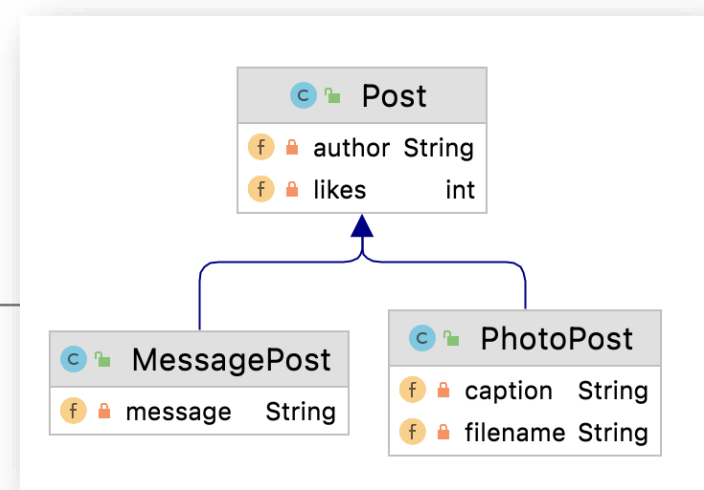 C Post
f author String
f likes int
C MessagePost
f message String
C PhotoPost
f caption String
f filename String